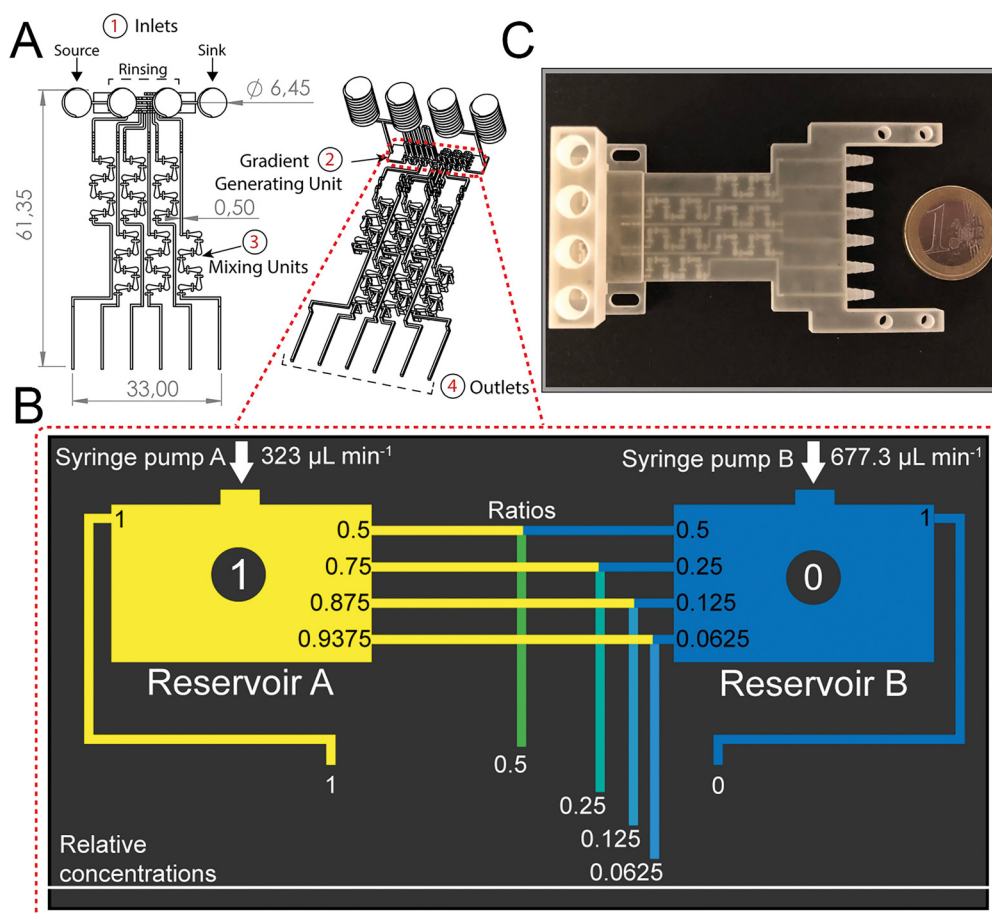 A
1 Inlets
Source
Sink
Rinsing
Ø 6,45
61,35
0,50
3
Mixing Units
33,00
Gradient 2
Generating Unit
4 Outlets
C
1
B
Syringe pump A
323 µL min⁻¹
Syringe pump B
677.3 µL min⁻¹
Ratios
1
0.5
0.5
1
0.75
0.25
1
0
0.875
0.125
0.9375
0.0625
Reservoir A
Reservoir B
0.5
1
0
0.25
0.125
0.0625
Relative
concentrations